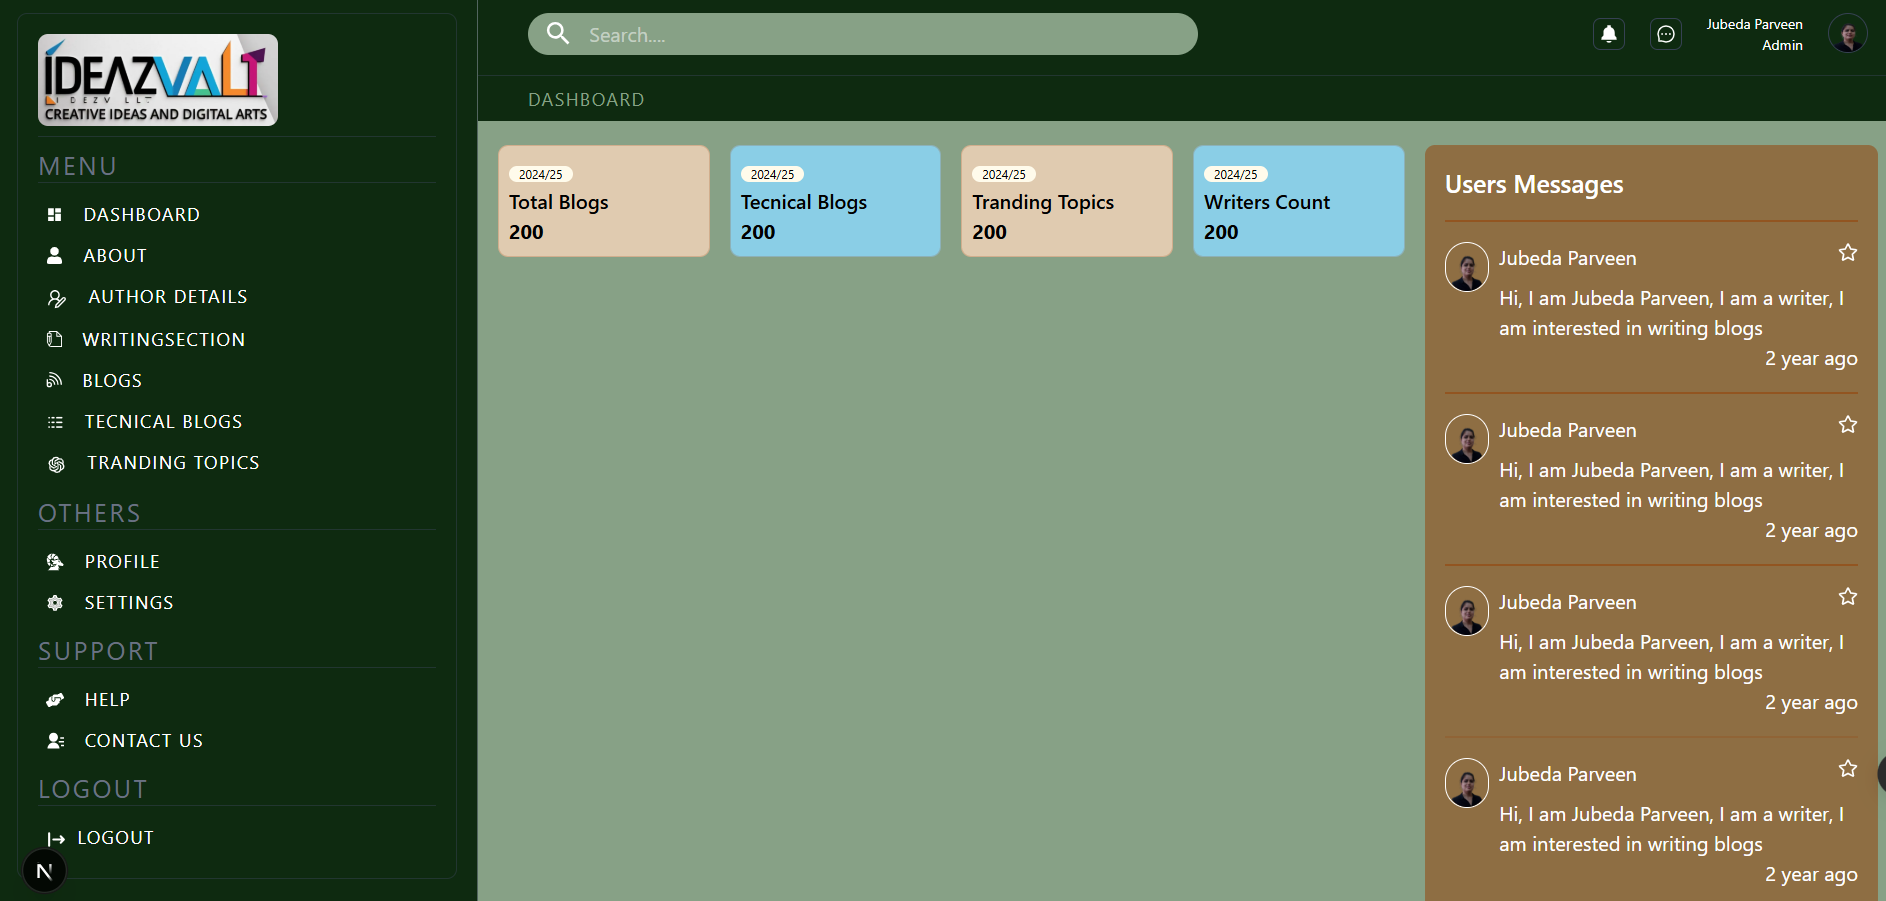 IDEAZVALT
CREATIVE IDEAS AND DIGITAL ARTS
MENU
DASHBOARD
ABOUT
AUTHOR DETAILS
WRITINGSECTION
BLOGS
TECNICAL BLOGS
TRANDING TOPICS
OTHERS
PROFILE
SETTINGS
SUPPORT
HELP
CONTACT US
LOGOUT
LOGOUT
N
Search....
Jubeda Parveen
Admin
DASHBOARD
2024/25
Total Blogs
200
2024/25
Tecnical Blogs
200
2024/25
Tranding Topics
200
2024/25
Writers Count
200
Users Messages
Jubeda Parveen
Hi, I am Jubeda Parveen, I am a writer, I
am interested in writing blogs
2 year ago
Jubeda Parveen
Hi, I am Jubeda Parveen, I am a writer, I
am interested in writing blogs
2 year ago
Jubeda Parveen
Hi, I am Jubeda Parveen, I am a writer, I
am interested in writing blogs
2 year ago
Jubeda Parveen
Hi, I am Jubeda Parveen, I am a writer, I
am interested in writing blogs
2 year ago